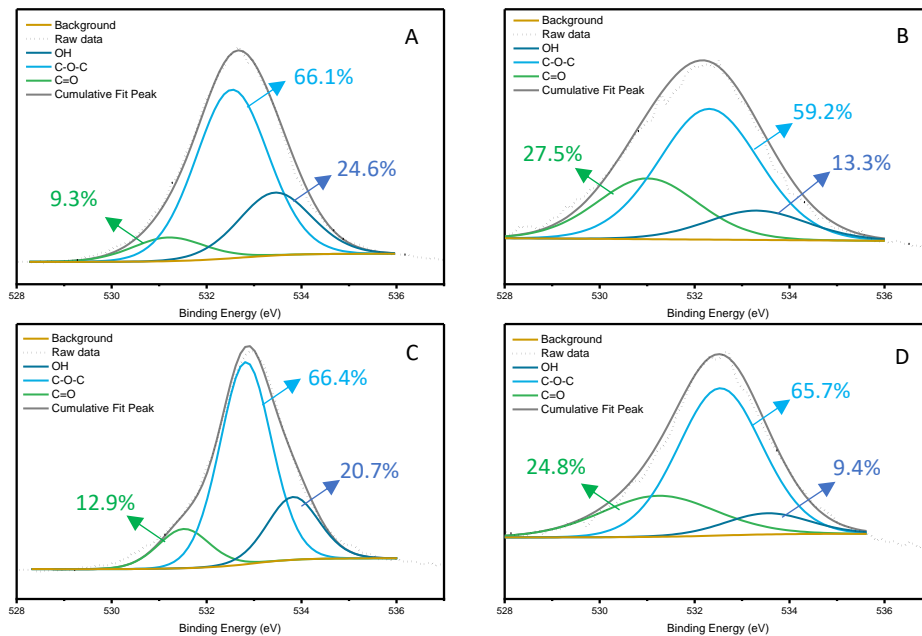 Background
Raw data
OH
C-O-C
C=O
Cumulative Fit Peak
A
66.1%
24.6%
9.3%
528 530 532 534 536
Binding Energy (eV)
Background
Raw data
OH
C-O-C
C=O
Cumulative Fit Peak
B
59.2%
27.5%
13.3%
528 530 532 534 536
Binding Energy (eV)
Background
Raw data
OH
C-O-C
C=O
Cumulative Fit Peak
C
66.4%
20.7%
12.9%
528 530 532 534 536
Binding Energy (eV)
Background
Raw data
OH
C-O-C
C=O
Cumulative Fit Peak
D
65.7%
24.8%
9.4%
528 530 532 534 536
Binding Energy (eV)